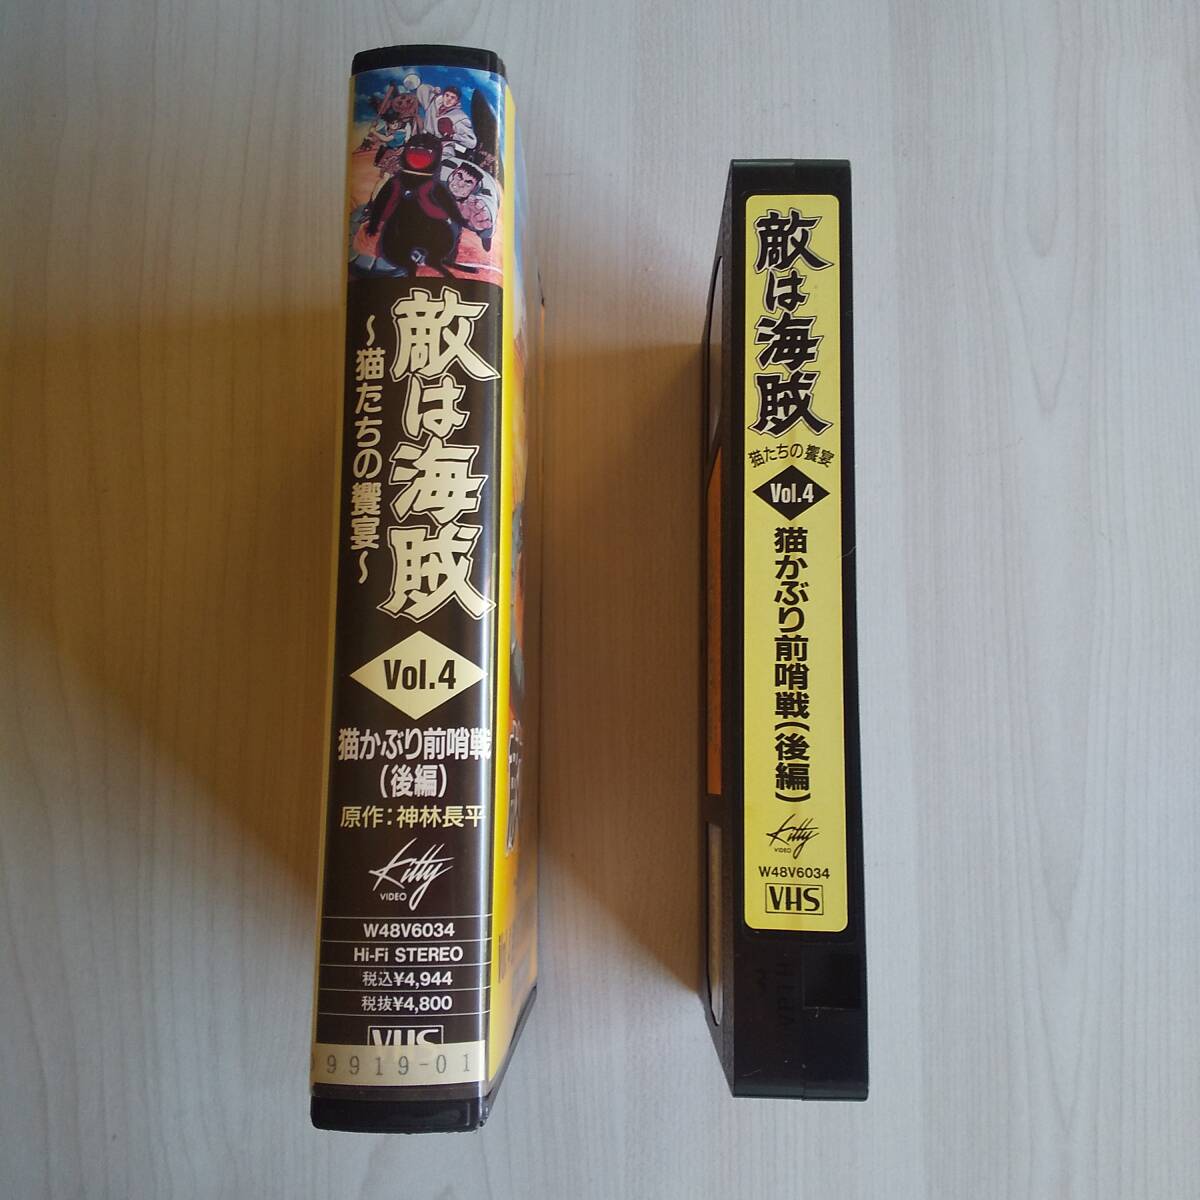 敵は海賊
～猫たちの饗宴～
Vol.4
猫かぶり前哨戦
(後編)
原作:神林長平
Kitty
VIDEO
W48V6034
Hi-Fi STEREO
税込¥4,944
税抜¥4,800
VHS
9919-01
敵は海賊
猫たちの饗宴
Vol.4
猫かぶり前哨戦(後編)
Kitty
VIDEO
W48V6034
VHS